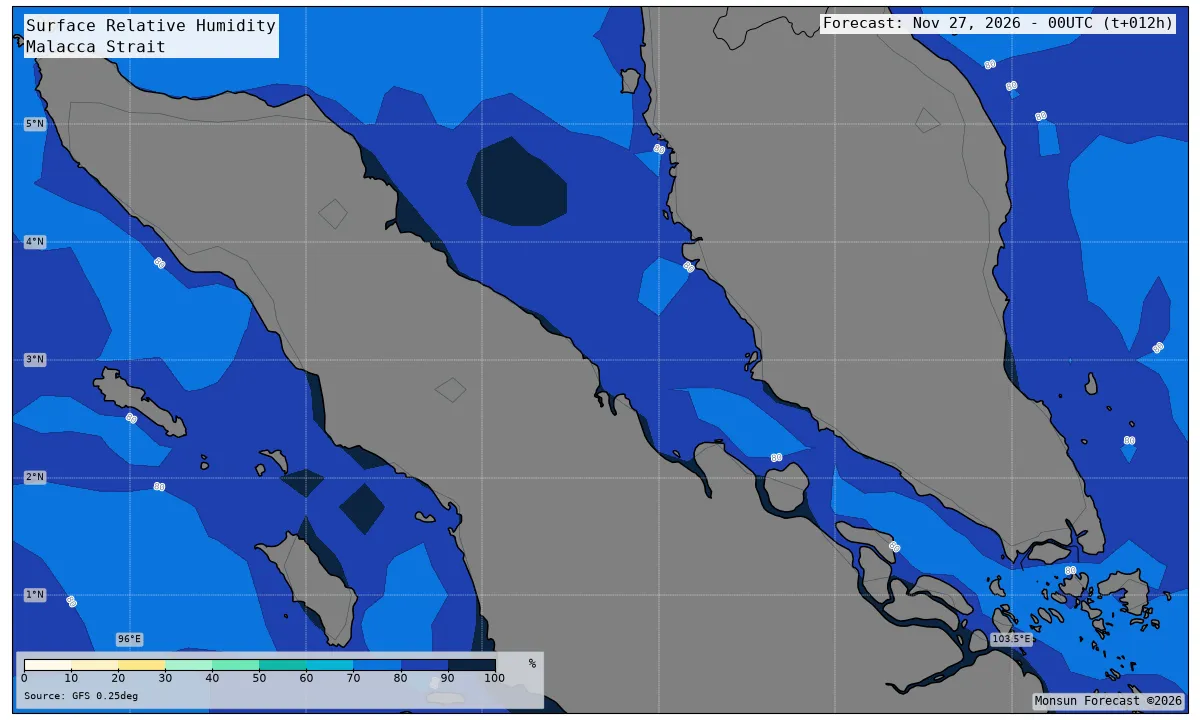 Surface Relative Humidity
Malacca Strait
Forecast: Nov 27, 2026 - 00UTC (t+012h)
80
80
80
5°N
80
4°N
80
80
80
3°N
80
80
80
2°N
80
80
80
1°N
80
96°E
103.5°E
%
0 10 20 30 40 50 60 70 80 90 100
Source: GFS 0.25deg
Monsun Forecast ©2026